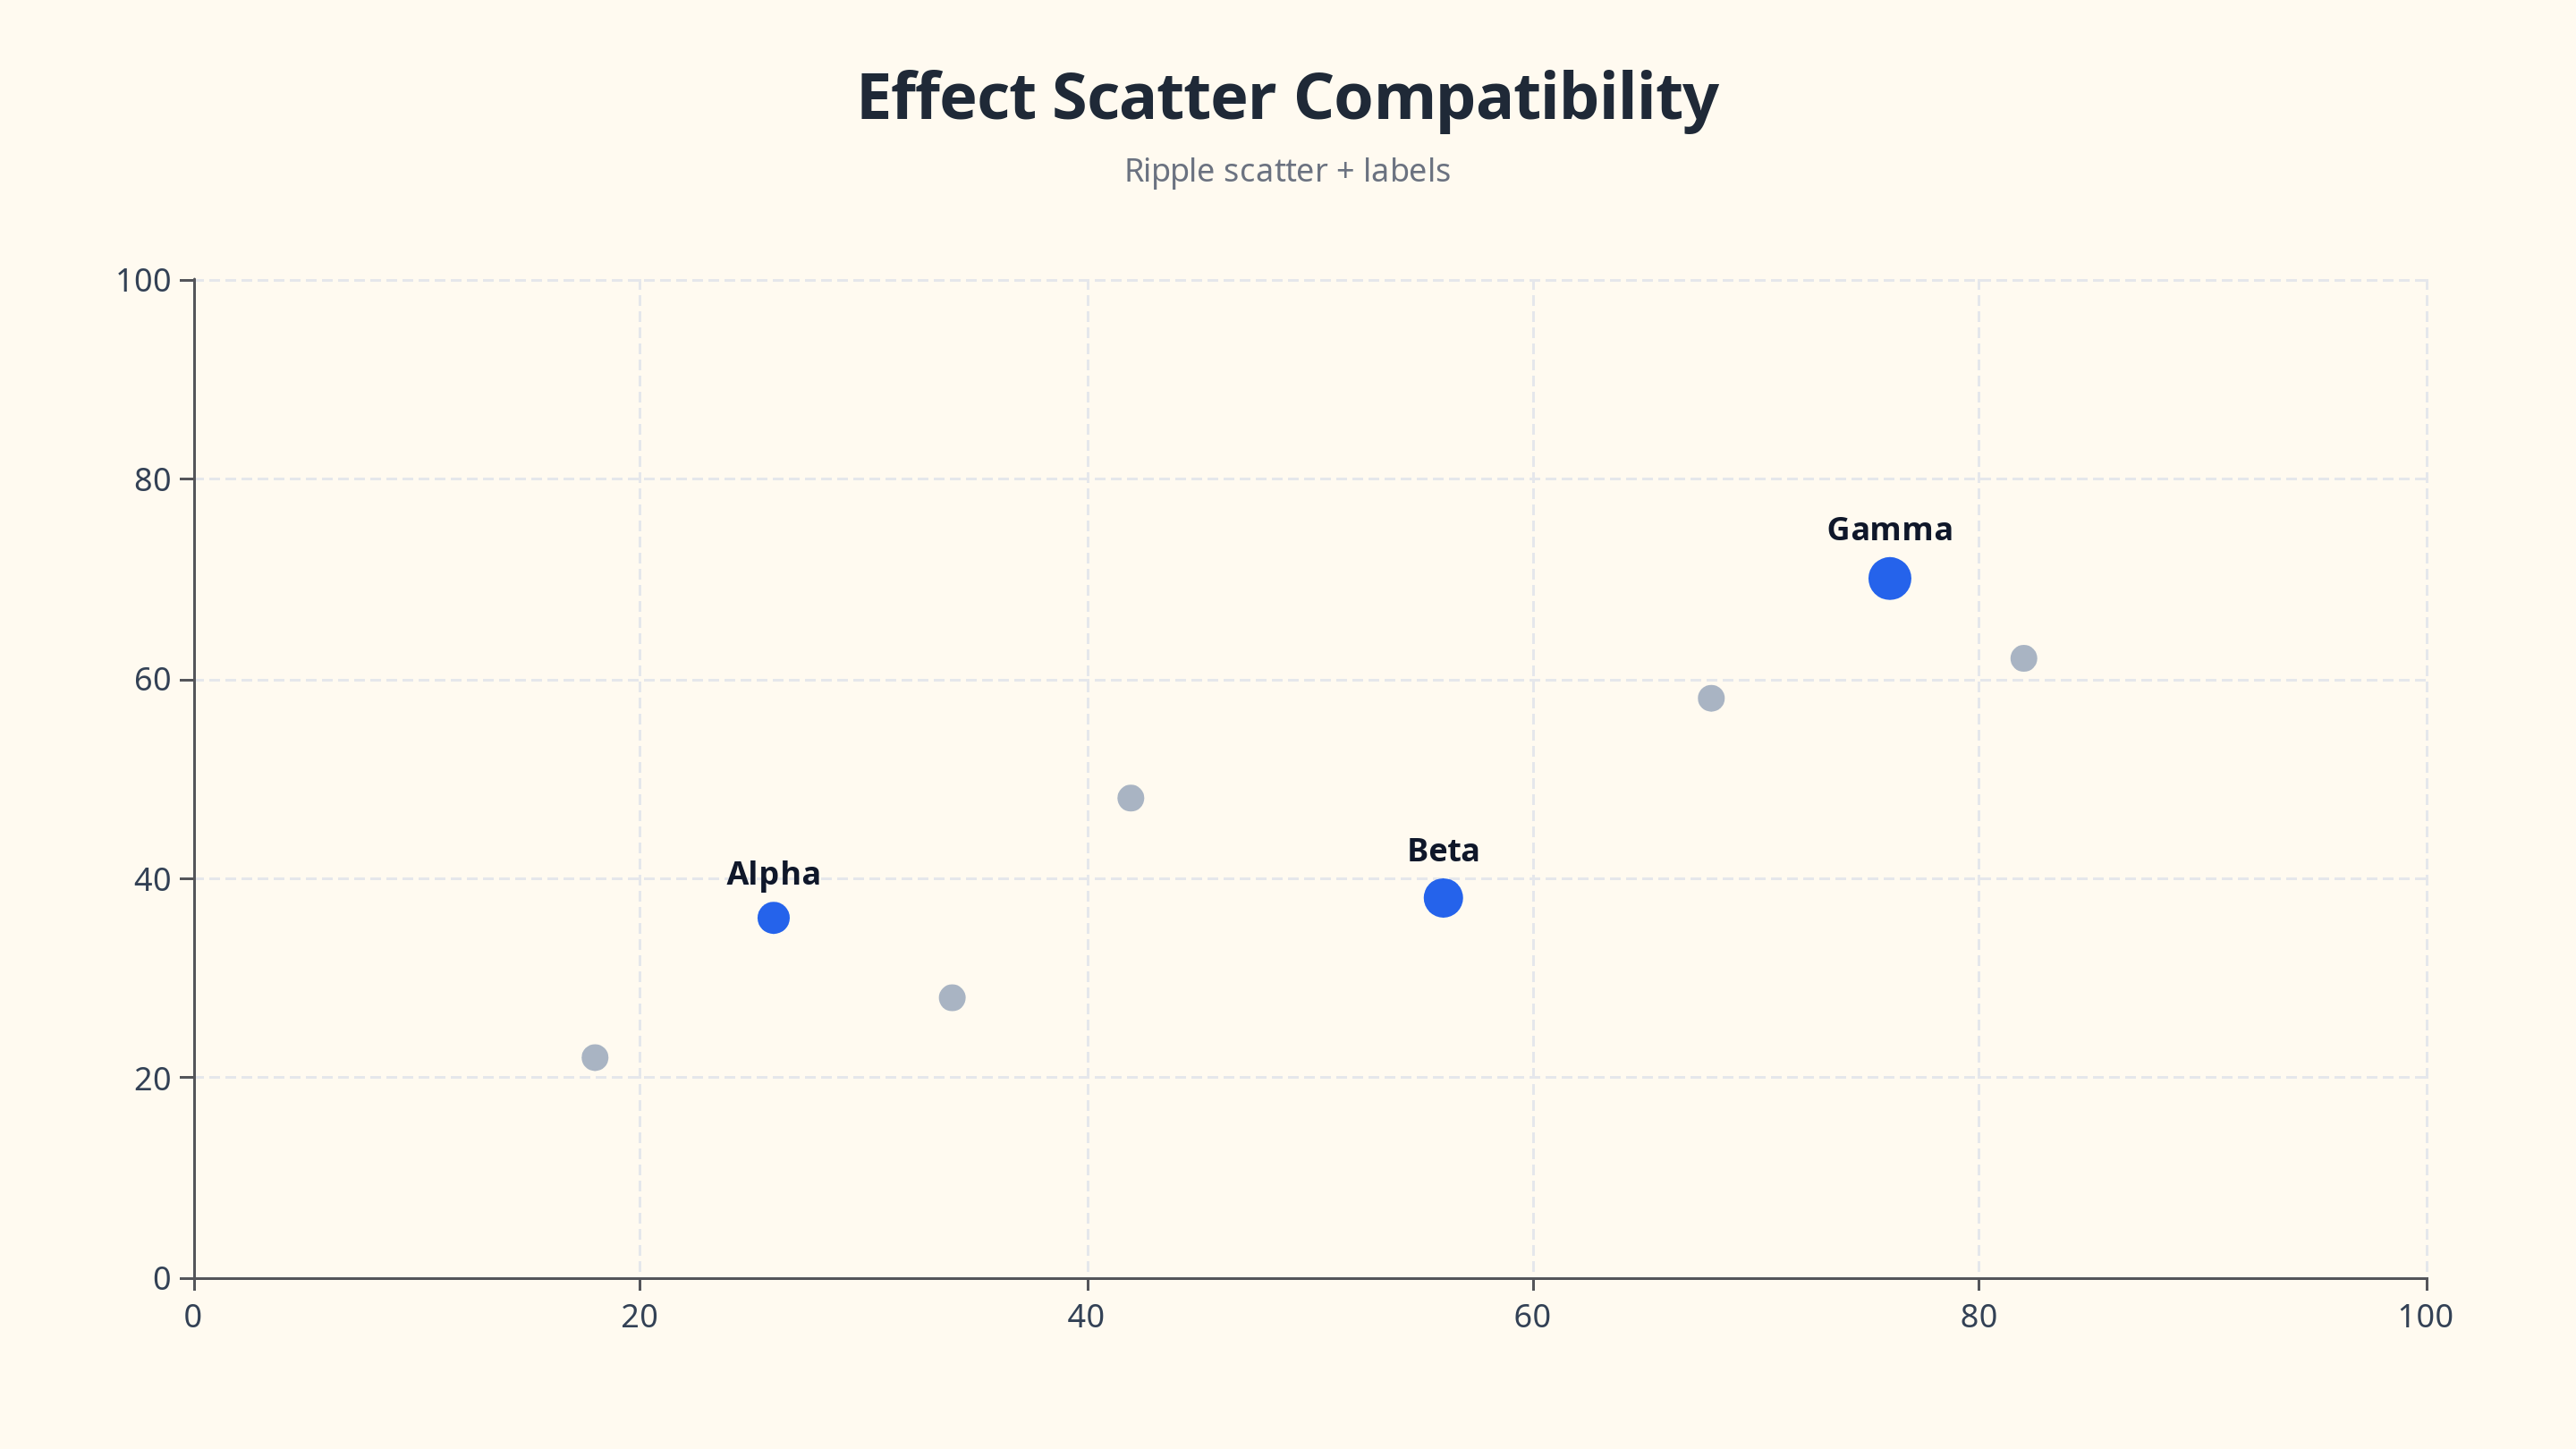 Effect Scatter Compatibility
Ripple scatter + labels
100
80
60
40
20
0
Gamma
Beta
Alpha
0 20 40 60 80 100